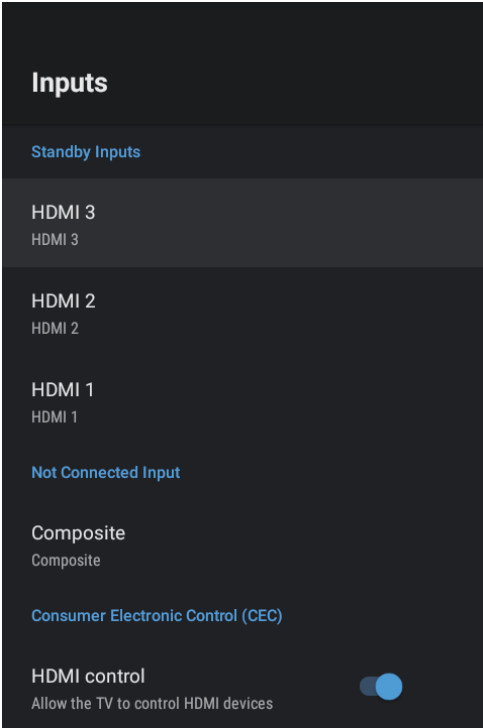 Inputs
Standby Inputs
HDMI 3
HDMI 3
HDMI 2
HDMI 2
HDMI 1
HDMI 1
Not Connected Input
Composite
Composite
Consumer Electronic Control (CEC)
HDMI control
Allow the TV to control HDMI devices